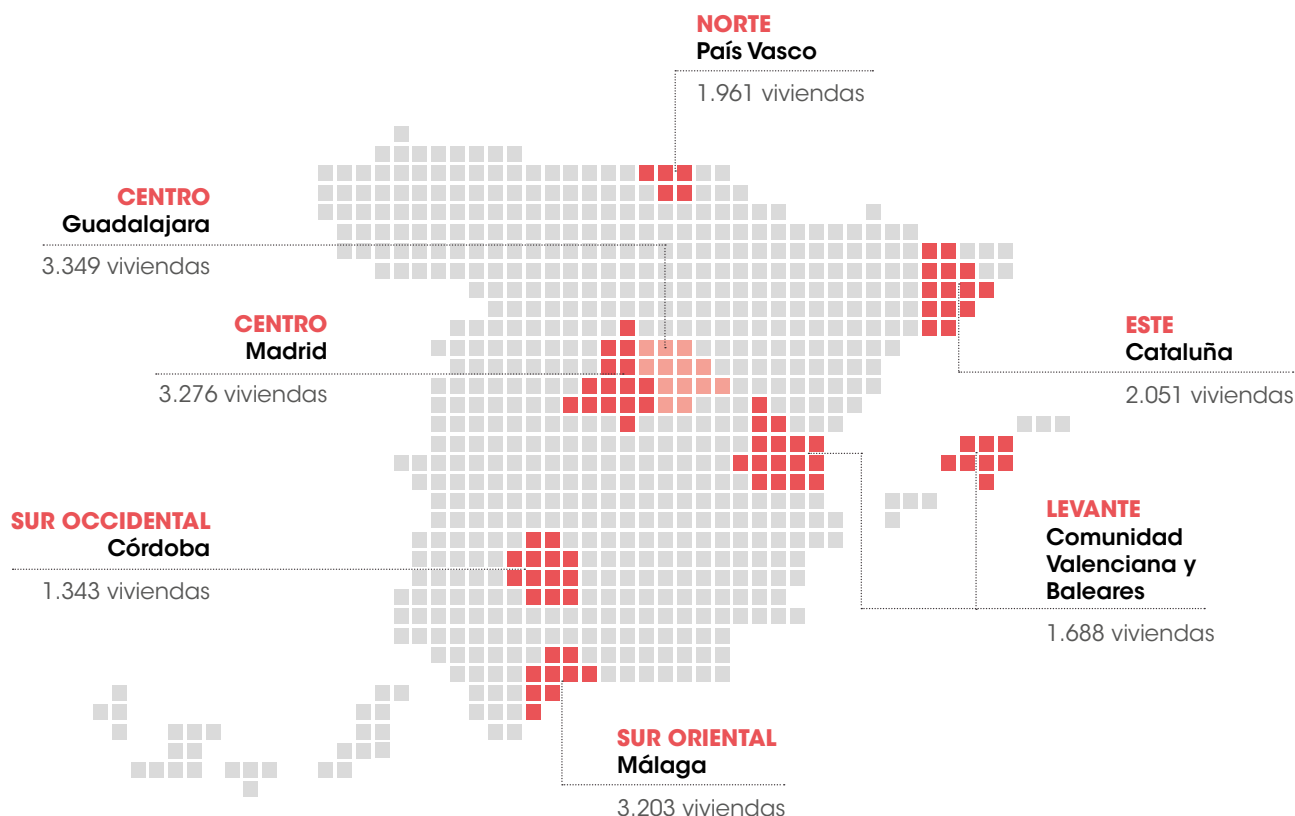 NORTE
País Vasco
1.961 viviendas
CENTRO
Guadalajara
3.349 viviendas
CENTRO
Madrid
3.276 viviendas
ESTE
Cataluña
2.051 viviendas
SUR OCCIDENTAL
Córdoba
1.343 viviendas
LEVANTE
Comunidad
Valenciana y
Baleares
1.688 viviendas
SUR ORIENTAL
Málaga
3.203 viviendas